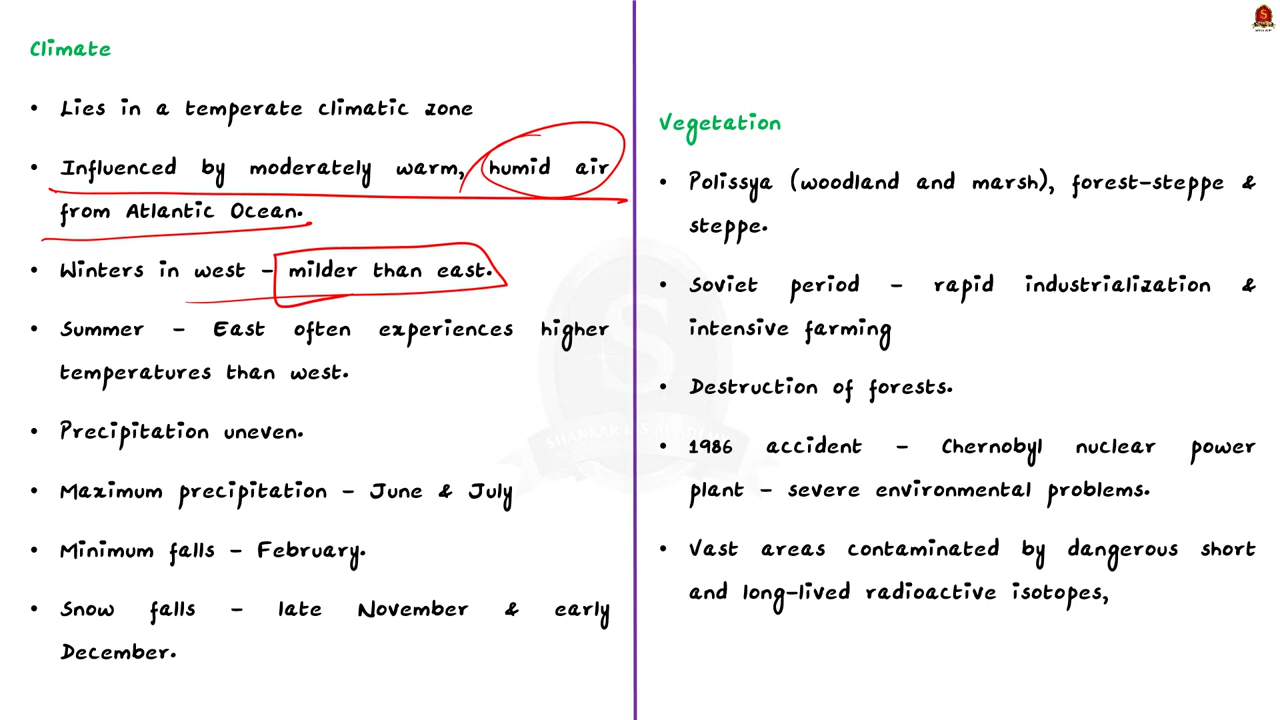 Climate
• Lies in a temperate climatic zone
• Influenced by moderately warm, humid air
from Atlantic Ocean.
• Winters in west – milder than east.
• Summer – East often experiences higher
temperatures than west.
• Precipitation uneven.
• Maximum precipitation – June & July
• Minimum falls – February.
• Snow falls – late November & early
December.
Vegetation
• Polissya (woodland and marsh), forest-steppe &
steppe.
• Soviet period – rapid industrialization &
intensive farming
• Destruction of forests.
• 1986 accident – Chernobyl nuclear power
plant – severe environmental problems.
• Vast areas contaminated by dangerous short
and long-lived radioactive isotopes,
SHANKAR IAS ACADEMY